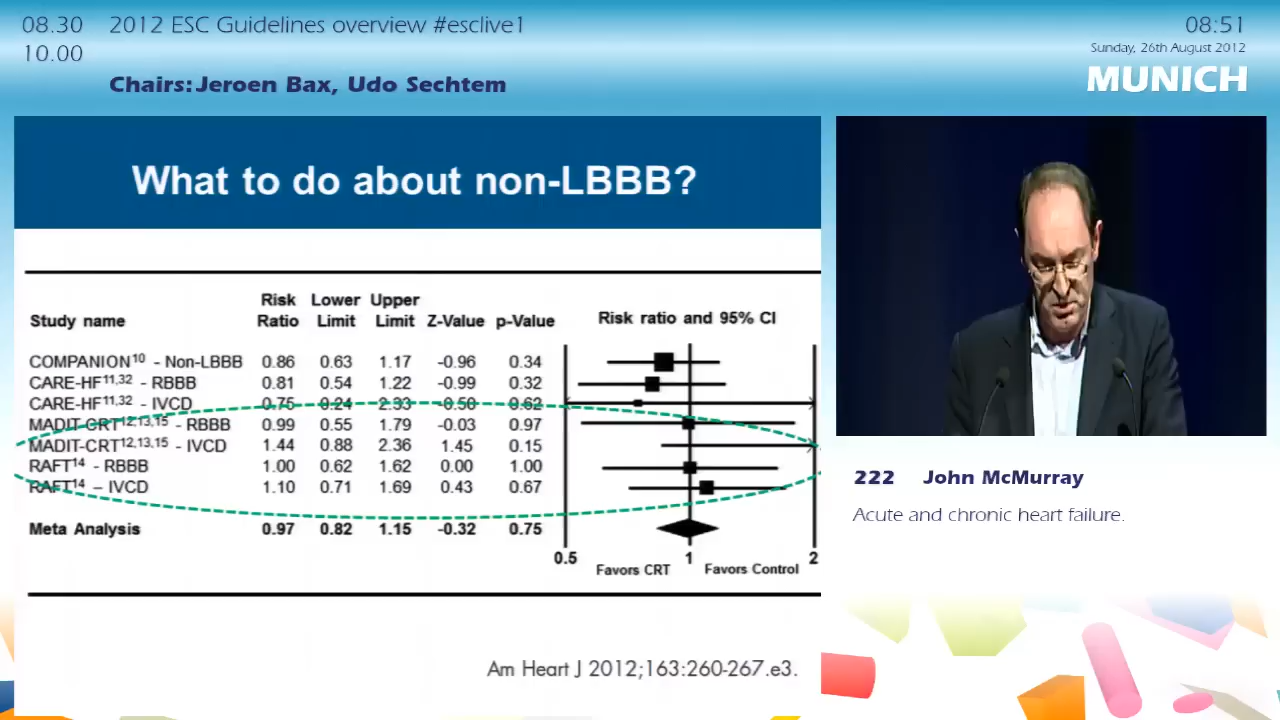 08.30 2012 ESC Guidelines overview #esclive1
10.00
Chairs: Jeroen Bax, Udo Sechtem
08:51
Sunday, 26th August 2012
MUNICH
What to do about non-LBBB?
Risk Lower Upper
Study name Ratio Limit Limit Z-Value p-Value Risk ratio and 95% CI
COMPANION10 - Non-LBBB 0.86 0.63 1.17 -0.96 0.34
CARE-HF11,32 - RBBB 0.81 0.54 1.22 -0.99 0.32
CARE-HF11,32 - IVCD 0.75 0.24 2.33 -0.50 0.62
MADIT-CRT12,13,15 - RBBB 0.99 0.55 1.79 -0.03 0.97
MADIT-CRT12,13,15 - IVCD 1.44 0.88 2.36 1.45 0.15
RAFT14 - RBBB 1.00 0.62 1.62 0.00 1.00
RAFT14 – IVCD 1.10 0.71 1.69 0.43 0.67
Meta Analysis 0.97 0.82 1.15 -0.32 0.75
0.5 1 2
Favors CRT Favors Control
Am Heart J 2012;163:260-267.e3.
222 John McMurray
Acute and chronic heart failure.